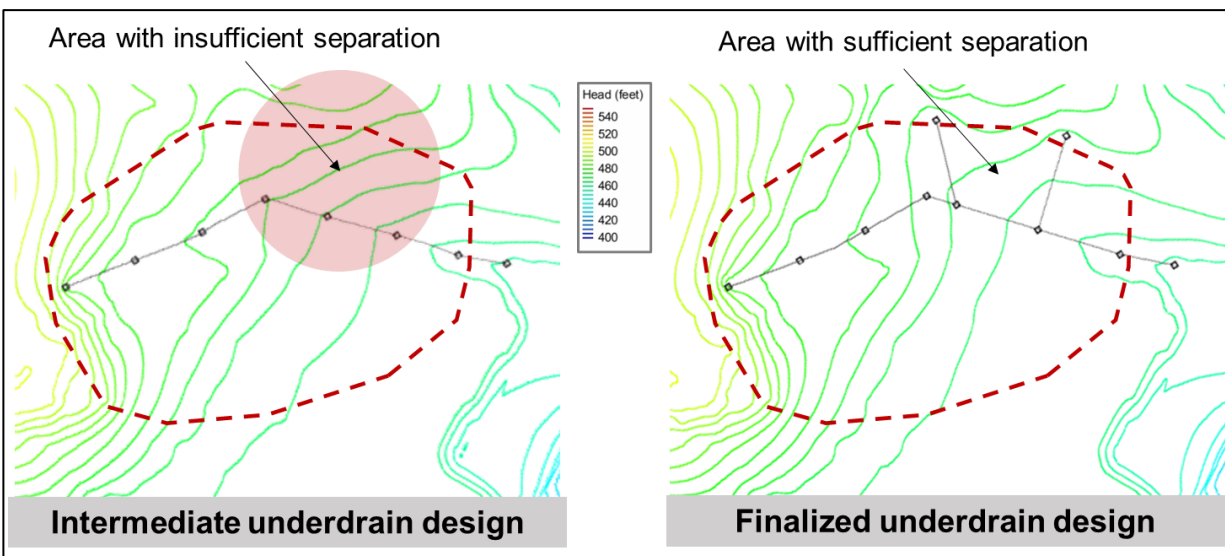 Area with insufficient separation
Area with sufficient separation
Head (feet)
540
520
500
480
460
440
420
400
Intermediate underdrain design
Finalized underdrain design